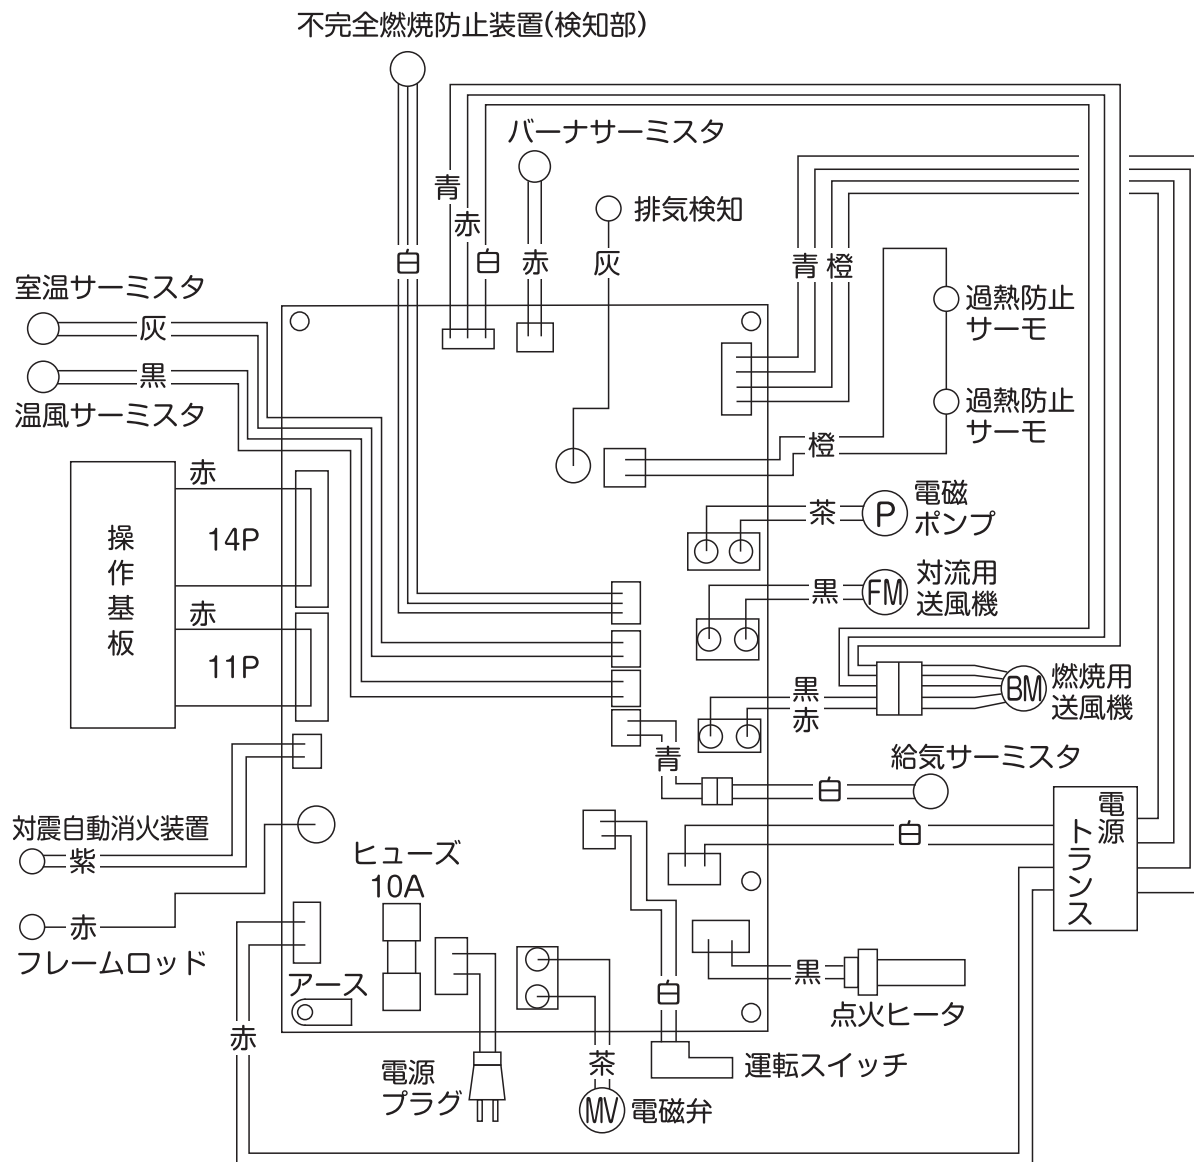 不完全燃焼防止装置(検知部)
バーナサーミスタ
青
赤
白
白
赤
排気検知
灰
青
橙
室温サーミスタ
灰
黒
温風サーミスタ
過熱防止
サーモ
過熱防止
サーモ
橙
赤
14P
操作基板
赤
11P
茶
P
電磁
ポンプ
黒
FM
対流用
送風機
黒
赤
BM
燃焼用
送風機
青
給気サーミスタ
白
白
電源
トランス
対震自動消火装置
紫
赤
フレームロッド
ヒューズ
10A
アース
赤
白
黒
点火ヒータ
運転スイッチ
電源
プラグ
茶
MV
電磁弁